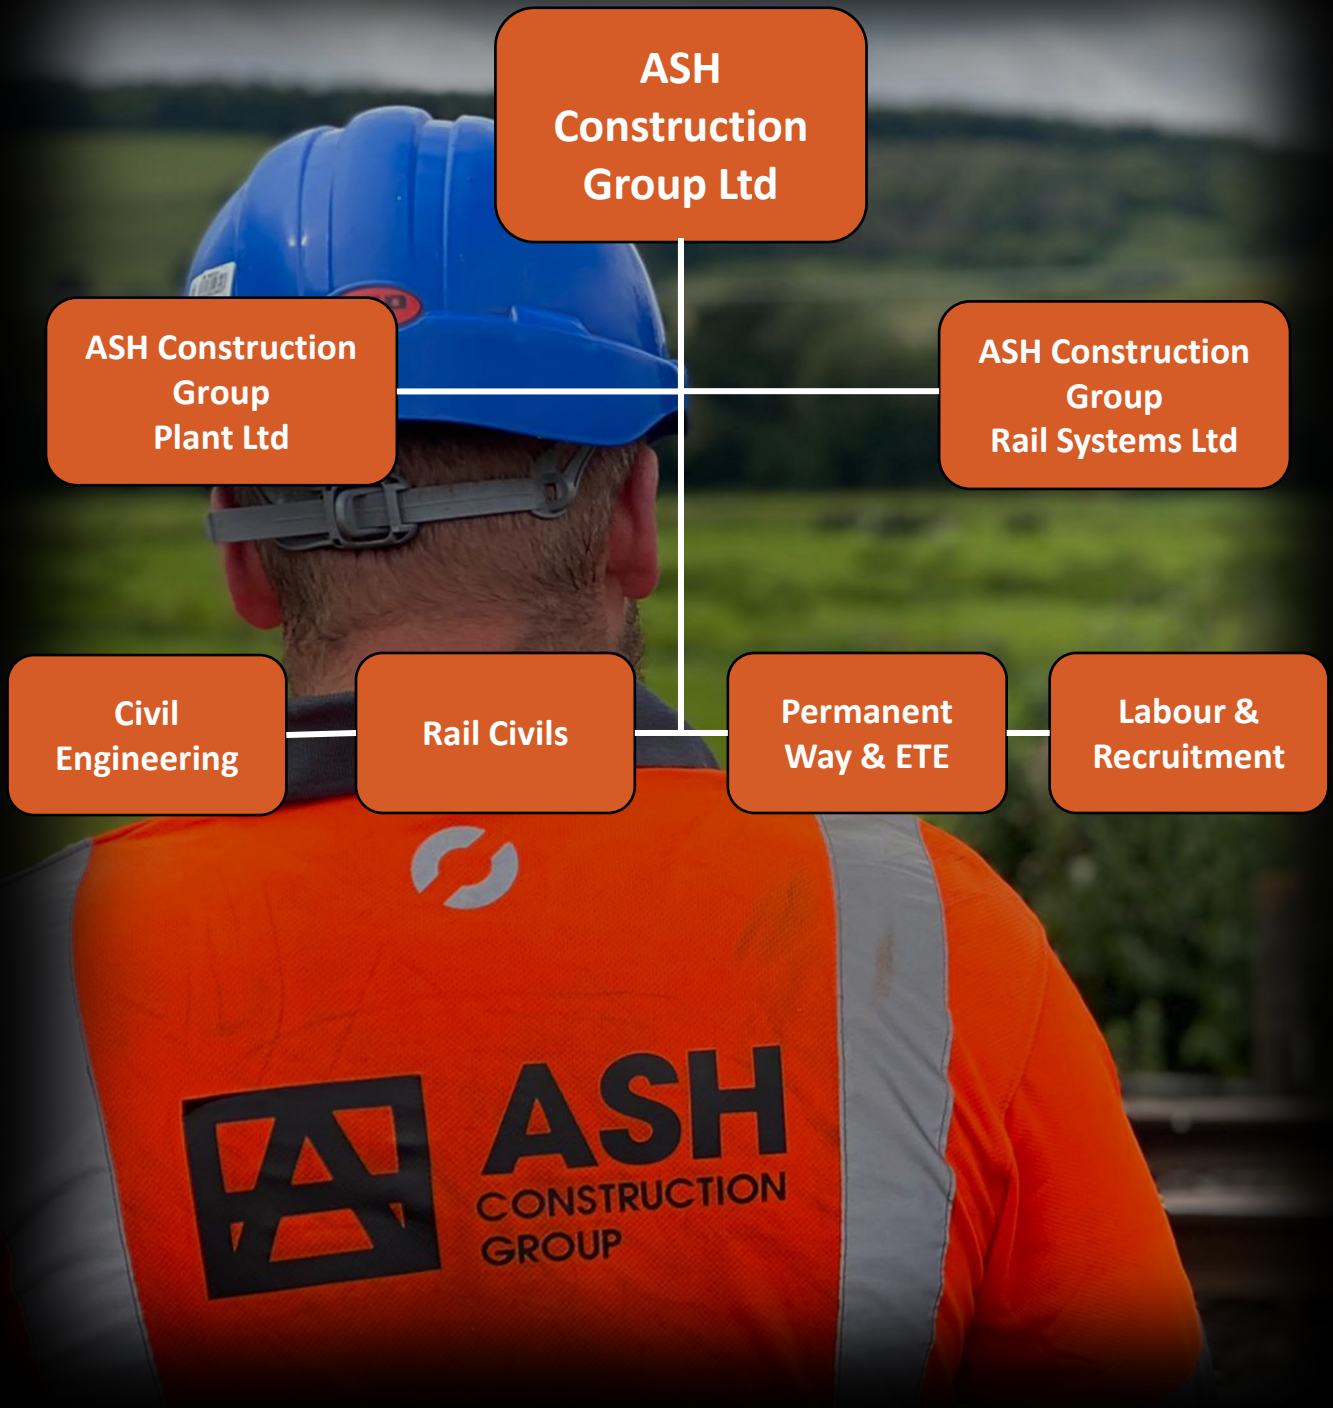 ASH
Construction
Group Ltd
ASH Construction
Group
Plant Ltd
ASH Construction
Group
Rail Systems Ltd
Civil
Engineering
Rail Civils
Permanent
Way & ETE
Labour &
Recruitment
ASH
CONSTRUCTION
GROUP